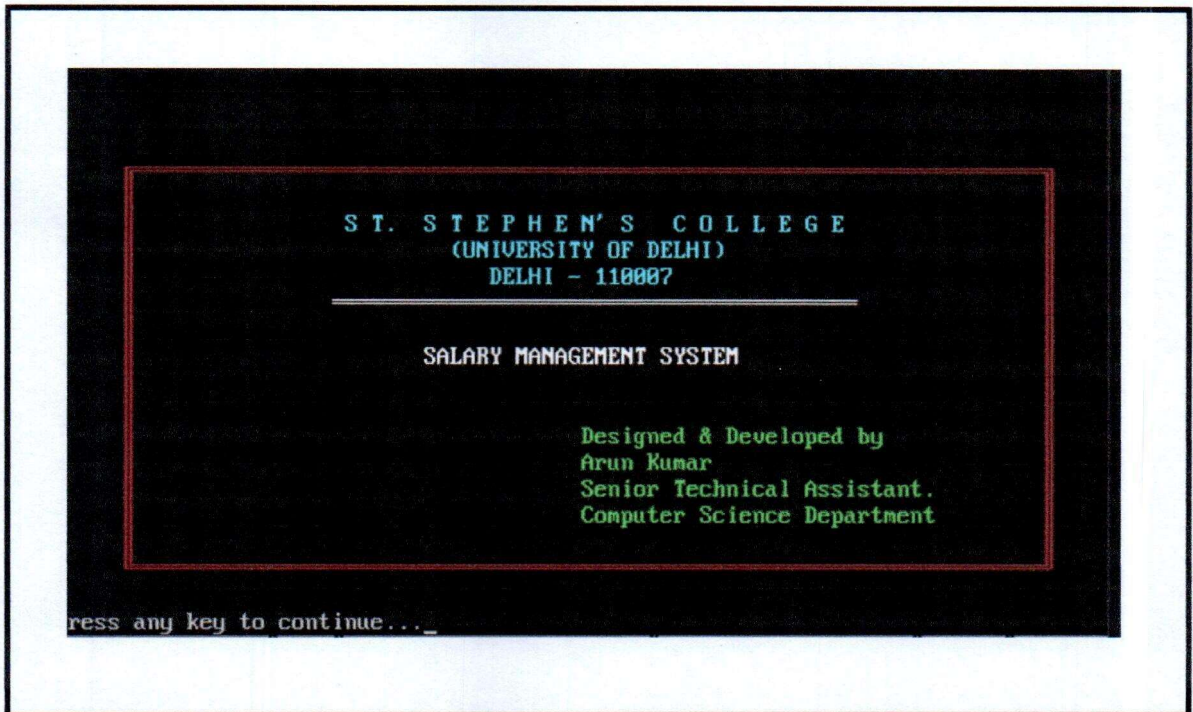 S T. S T E P H E N' S C O L L E G E
(UNIVERSITY OF DELHI)
DELHI - 110007
SALARY MANAGEMENT SYSTEM
Designed & Developed by
Arun Kumar
Senior Technical Assistant.
Computer Science Department
ress any key to continue..._